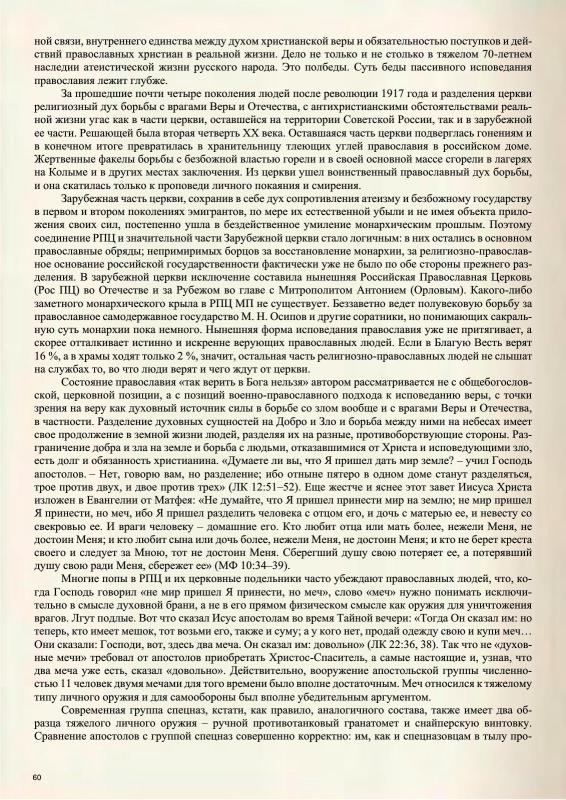 ной связи, внутреннего единства между духом христианской веры и обязательностью поступков и дей-
ствий православных христиан в реальной жизни. Дело не только и не столько в тяжелом 70-летнем
наследии атеистической жизни русского народа. Это полбеды. Суть беды пассивного исповедания
православия лежит глубже.
За прошедшие почти четыре поколения людей после революции 1917 года и разделения церкви
религиозный дух борьбы с врагами Веры и Отечества, с антихристианскими обстоятельствами реаль-
ной жизни угас как в части церкви, оставшейся на территории Советской России, так и в зарубежной
ее части. Решающей была вторая четверть XX века. Оставшаяся часть церкви подверглась гонениям и
в конечном итоге превратилась в хранительницу тлеющих углей православия в российском доме.
Жертвенные факелы борьбы с безбожной властью горели и в своей основной массе сгорели в лагерях
на Колыме и в других местах заключения. Из церкви ушел воинственный православный дух борьбы,
и она скатилась только к проповеди личного покаяния и смирения.
Зарубежная часть церкви, сохранив в себе дух сопротивления атеизму и безбожному государству
в первом и втором поколениях эмигрантов, по мере их естественной убыли и не имея объекта прило-
жения своих сил, постепенно ушла в бездейственное умиление монархическим прошлым. Поэтому
соединение РПЦ и значительной части Зарубежной церкви стало логичным: в них остались в основном
православные обряды; непримиримых борцов за восстановление монархии, за религиозно-православ-
ное основание российской государственности фактически уже не было по обе стороны прежнего раз-
деления. В зарубежной церкви исключение составила нынешняя Российская Православная Церковь
(Рос ПЦ) во Отечестве и за Рубежом во главе с Митрополитом Антонием (Орловым). Какого-либо
заметного монархического крыла в РПЦ МП не существует. Беззаветно ведет полувековую борьбу за
православное самодержавное государство М. Н. Осипов и другие соратники, но понимающих сакраль-
ную суть монархии пока немного. Нынешняя форма исповедания православия уже не притягивает, а
скорее отталкивает истинно и искренне верующих православных людей. Если в Благую Весть верят
16 %, а в храмы ходят только 2 %, значит, остальная часть религиозно-православных людей не слышат
на службах то, во что люди верят и чего ждут от церкви.
Состояние православия «так верить в Бога нельзя» автором рассматривается не с общебогослов-
ской, церковной позиции, а с позиций военно-православного подхода к исповеданию веры, с точки
зрения на веру как духовный источник силы в борьбе со злом вообще и с врагами Веры и Отечества,
в частности. Разделение духовных сущностей на Добро и Зло и борьба между ними на небесах имеет
свое продолжение в земной жизни людей, разделяя их на разные, противоборствующие стороны. Раз-
граничение добра и зла на земле и борьба с людьми, отказавшимися от Христа и исповедующими зло,
есть долг и обязанность христианина. «Думаете ли вы, что Я пришел дать мир земле? – учил Господь
апостолов. – Нет, говорю вам, но разделение; ибо отныне пятеро в одном доме станут разделяться,
трое против двух, и двое против трех» (ЛК 12:51–52). Еще жестче и яснее этот завет Иисуса Христа
изложен в Евангелии от Матфея: «Не думайте, что Я пришел принести мир на землю; не мир пришел
Я принести, но меч, ибо Я пришел разделить человека с отцом его, и дочь с матерью ее, и невесту со
свекровью ее. И враги человеку – домашние его. Кто любит отца или мать более, нежели Меня, не
достоин Меня; и кто любит сына или дочь более, нежели Меня, не достоин Меня; и кто не берет креста
своего и следует за Мною, тот не достоин Меня. Сберегший душу свою потеряет ее, а потерявший
душу свою ради Меня, сбережет ее» (МФ 10:34–39).
Многие попы в РПЦ и их церковные подельники часто убеждают православных людей, что, ко-
гда Господь говорил «не мир пришел Я принести, но меч», слово «меч» нужно понимать исключи-
тельно в смысле духовной брани, а не в его прямом физическом смысле как оружия для уничтожения
врагов. Лгут подлые. Вот что сказал Исус апостолам во время Тайной вечери: «Тогда Он сказал им: но
теперь, кто имеет мешок, тот возьми его, также и суму; а у кого нет, продай одежду свою и купи меч…
Они сказали: Господи, вот, здесь два меча. Он сказал им: довольно» (ЛК 22:36, 38). Так что не «духов-
ные мечи» требовал от апостолов приобретать Христос-Спаситель, а самые настоящие и, узнав, что
два меча уже есть, сказал «довольно». Действительно, вооружение апостольской группы численно-
стью 11 человек двумя мечами для того времени было вполне достаточным. Меч относился к тяжелому
типу личного оружия и для самообороны был вполне убедительным аргументом.
Современная группа спецназ, кстати, как правило, аналогичного состава, также имеет два об-
разца тяжелого личного оружия – ручной противотанковый гранатомет и снайперскую винтовку.
Сравнение апостолов с группой спецназ совершенно корректно: им, как и спецназовцам в тылу про-
60